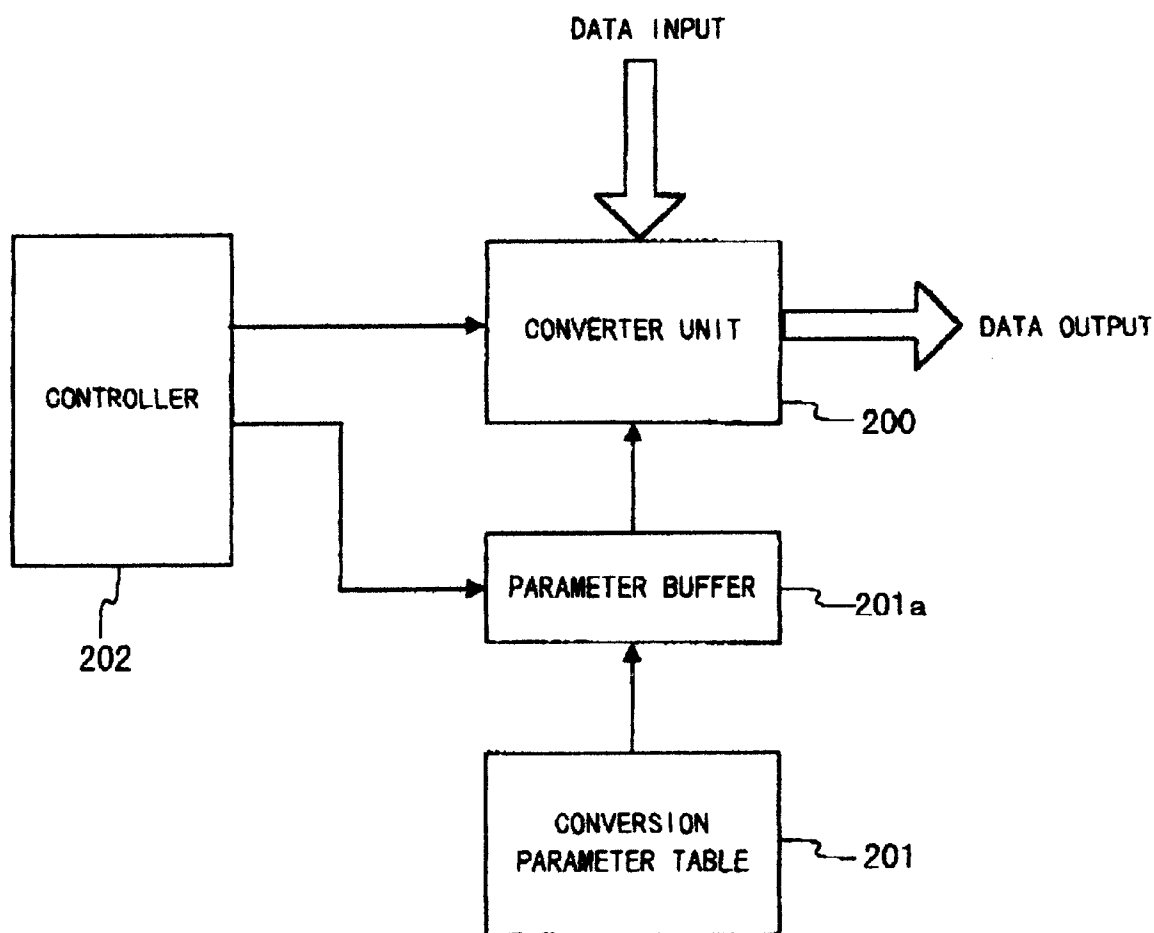 DATA INPUT
CONVERTER UNIT
DATA OUTPUT
CONTROLLER
200
PARAMETER BUFFER
201a
202
CONVERSION
PARAMETER TABLE
201